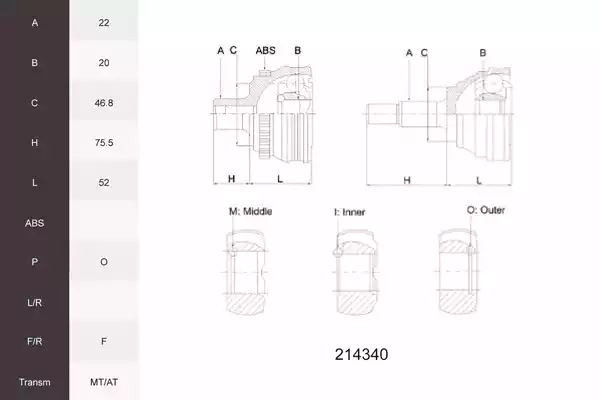 A 22
B 20
C 46.8
H 75.5
L 52
ABS
P O
L/R
F/R F
Transm MT/AT
A C ABS B
A C B
H L
H L
M: Middle I: Inner O: Outer
214340